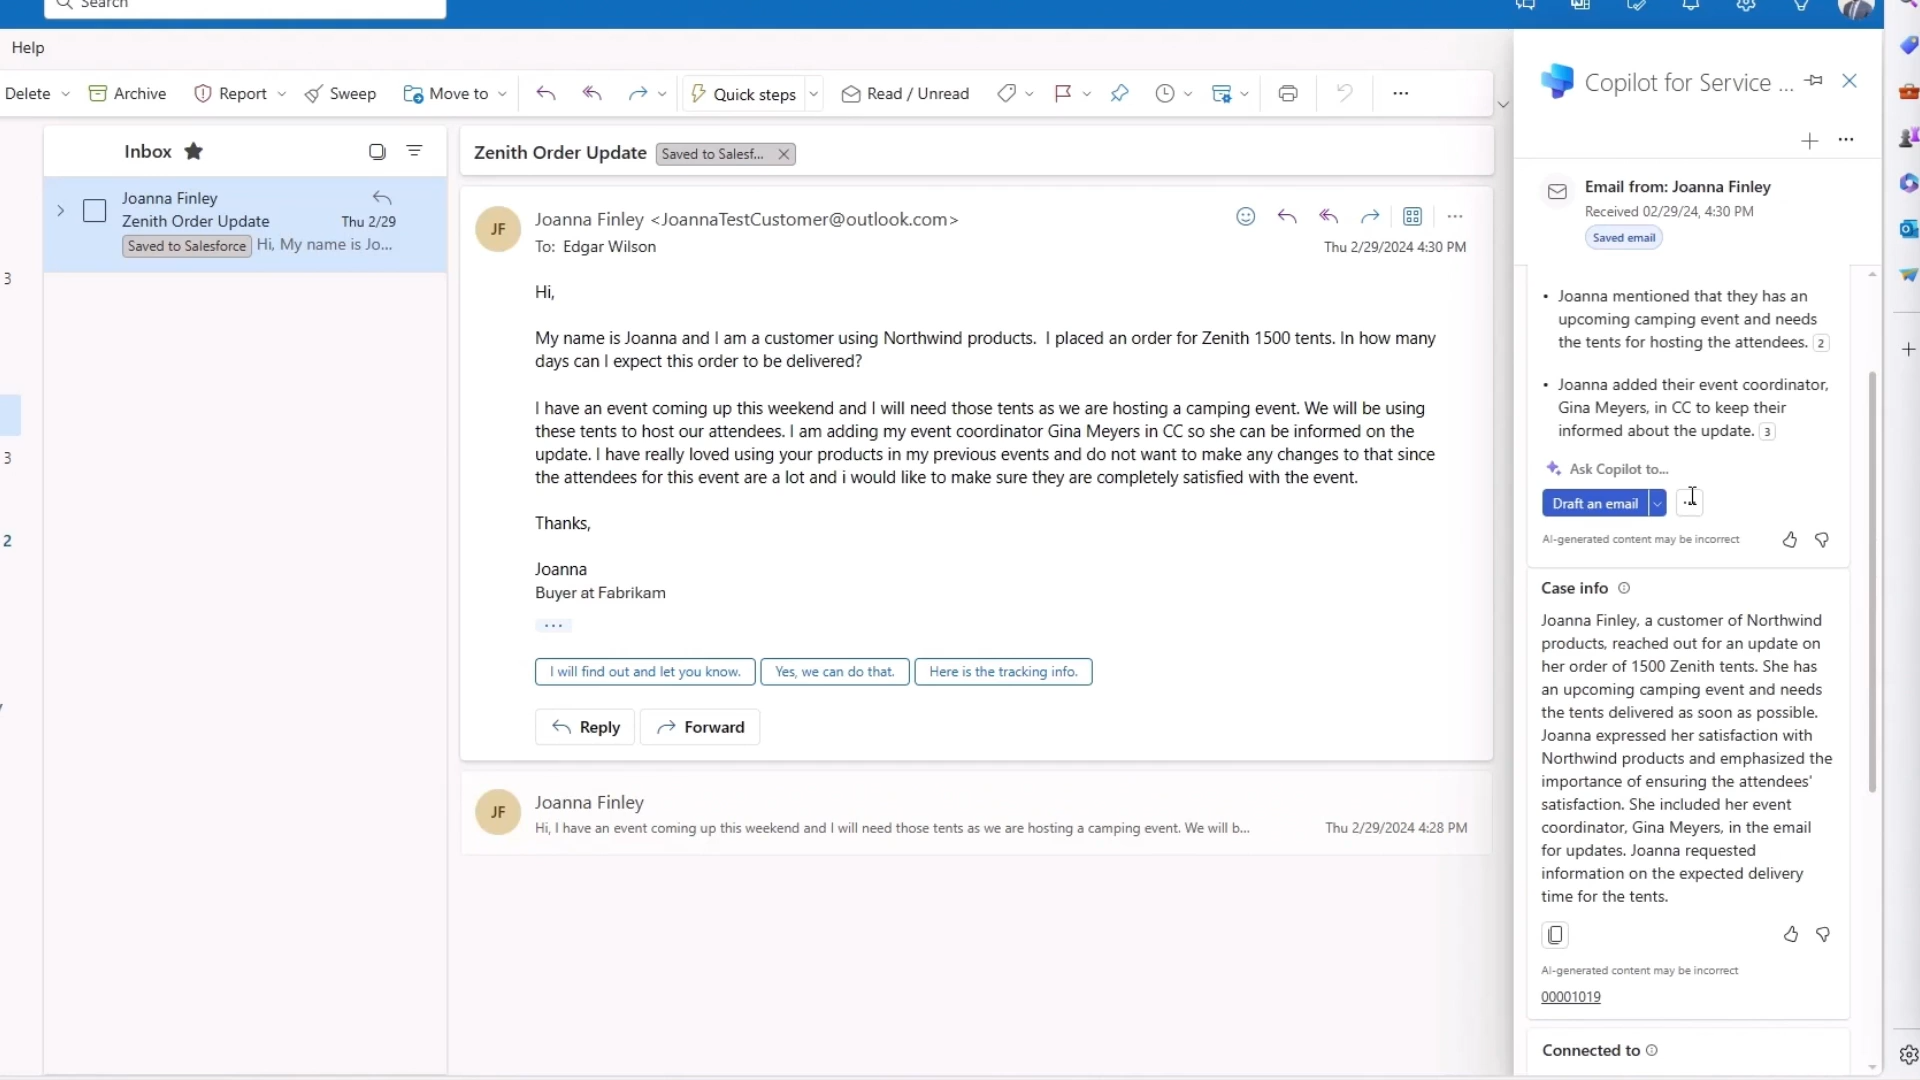 Search
Help
Delete
Archive
Report
Sweep
Move to
Quick steps
Read / Unread
Inbox
Joanna Finley
Zenith Order Update
Thu 2/29
Saved to Salesforce
Hi, My name is Jo...
3
3
2
Zenith Order Update
Saved to Salesf...
JF
Joanna Finley <JoannaTestCustomer@outlook.com>
To: Edgar Wilson
Thu 2/29/2024 4:30 PM
Hi,
My name is Joanna and I am a customer using Northwind products. I placed an order for Zenith 1500 tents. In how many
days can I expect this order to be delivered?
I have an event coming up this weekend and I will need those tents as we are hosting a camping event. We will be using
these tents to host our attendees. I am adding my event coordinator Gina Meyers in CC so she can be informed on the
update. I have really loved using your products in my previous events and do not want to make any changes to that since
the attendees for this event are a lot and i would like to make sure they are completely satisfied with the event.
Thanks,
Joanna
Buyer at Fabrikam
...
I will find out and let you know.
Yes, we can do that.
Here is the tracking info.
Reply
Forward
JF
Joanna Finley
Hi, I have an event coming up this weekend and I will need those tents as we are hosting a camping event. We will b...
Thu 2/29/2024 4:28 PM
Copilot for Service ...
Email from: Joanna Finley
Received 02/29/24, 4:30 PM
Saved email
• Joanna mentioned that they has an
upcoming camping event and needs
the tents for hosting the attendees. 2
• Joanna added their event coordinator,
Gina Meyers, in CC to keep their
informed about the update. 3
Ask Copilot to...
Draft an email
AI-generated content may be incorrect
Case info
Joanna Finley, a customer of Northwind
products, reached out for an update on
her order of 1500 Zenith tents. She has
an upcoming camping event and needs
the tents delivered as soon as possible.
Joanna expressed her satisfaction with
Northwind products and emphasized the
importance of ensuring the attendees'
satisfaction. She included her event
coordinator, Gina Meyers, in the email
for updates. Joanna requested
information on the expected delivery
time for the tents.
AI-generated content may be incorrect
00001019
Connected to